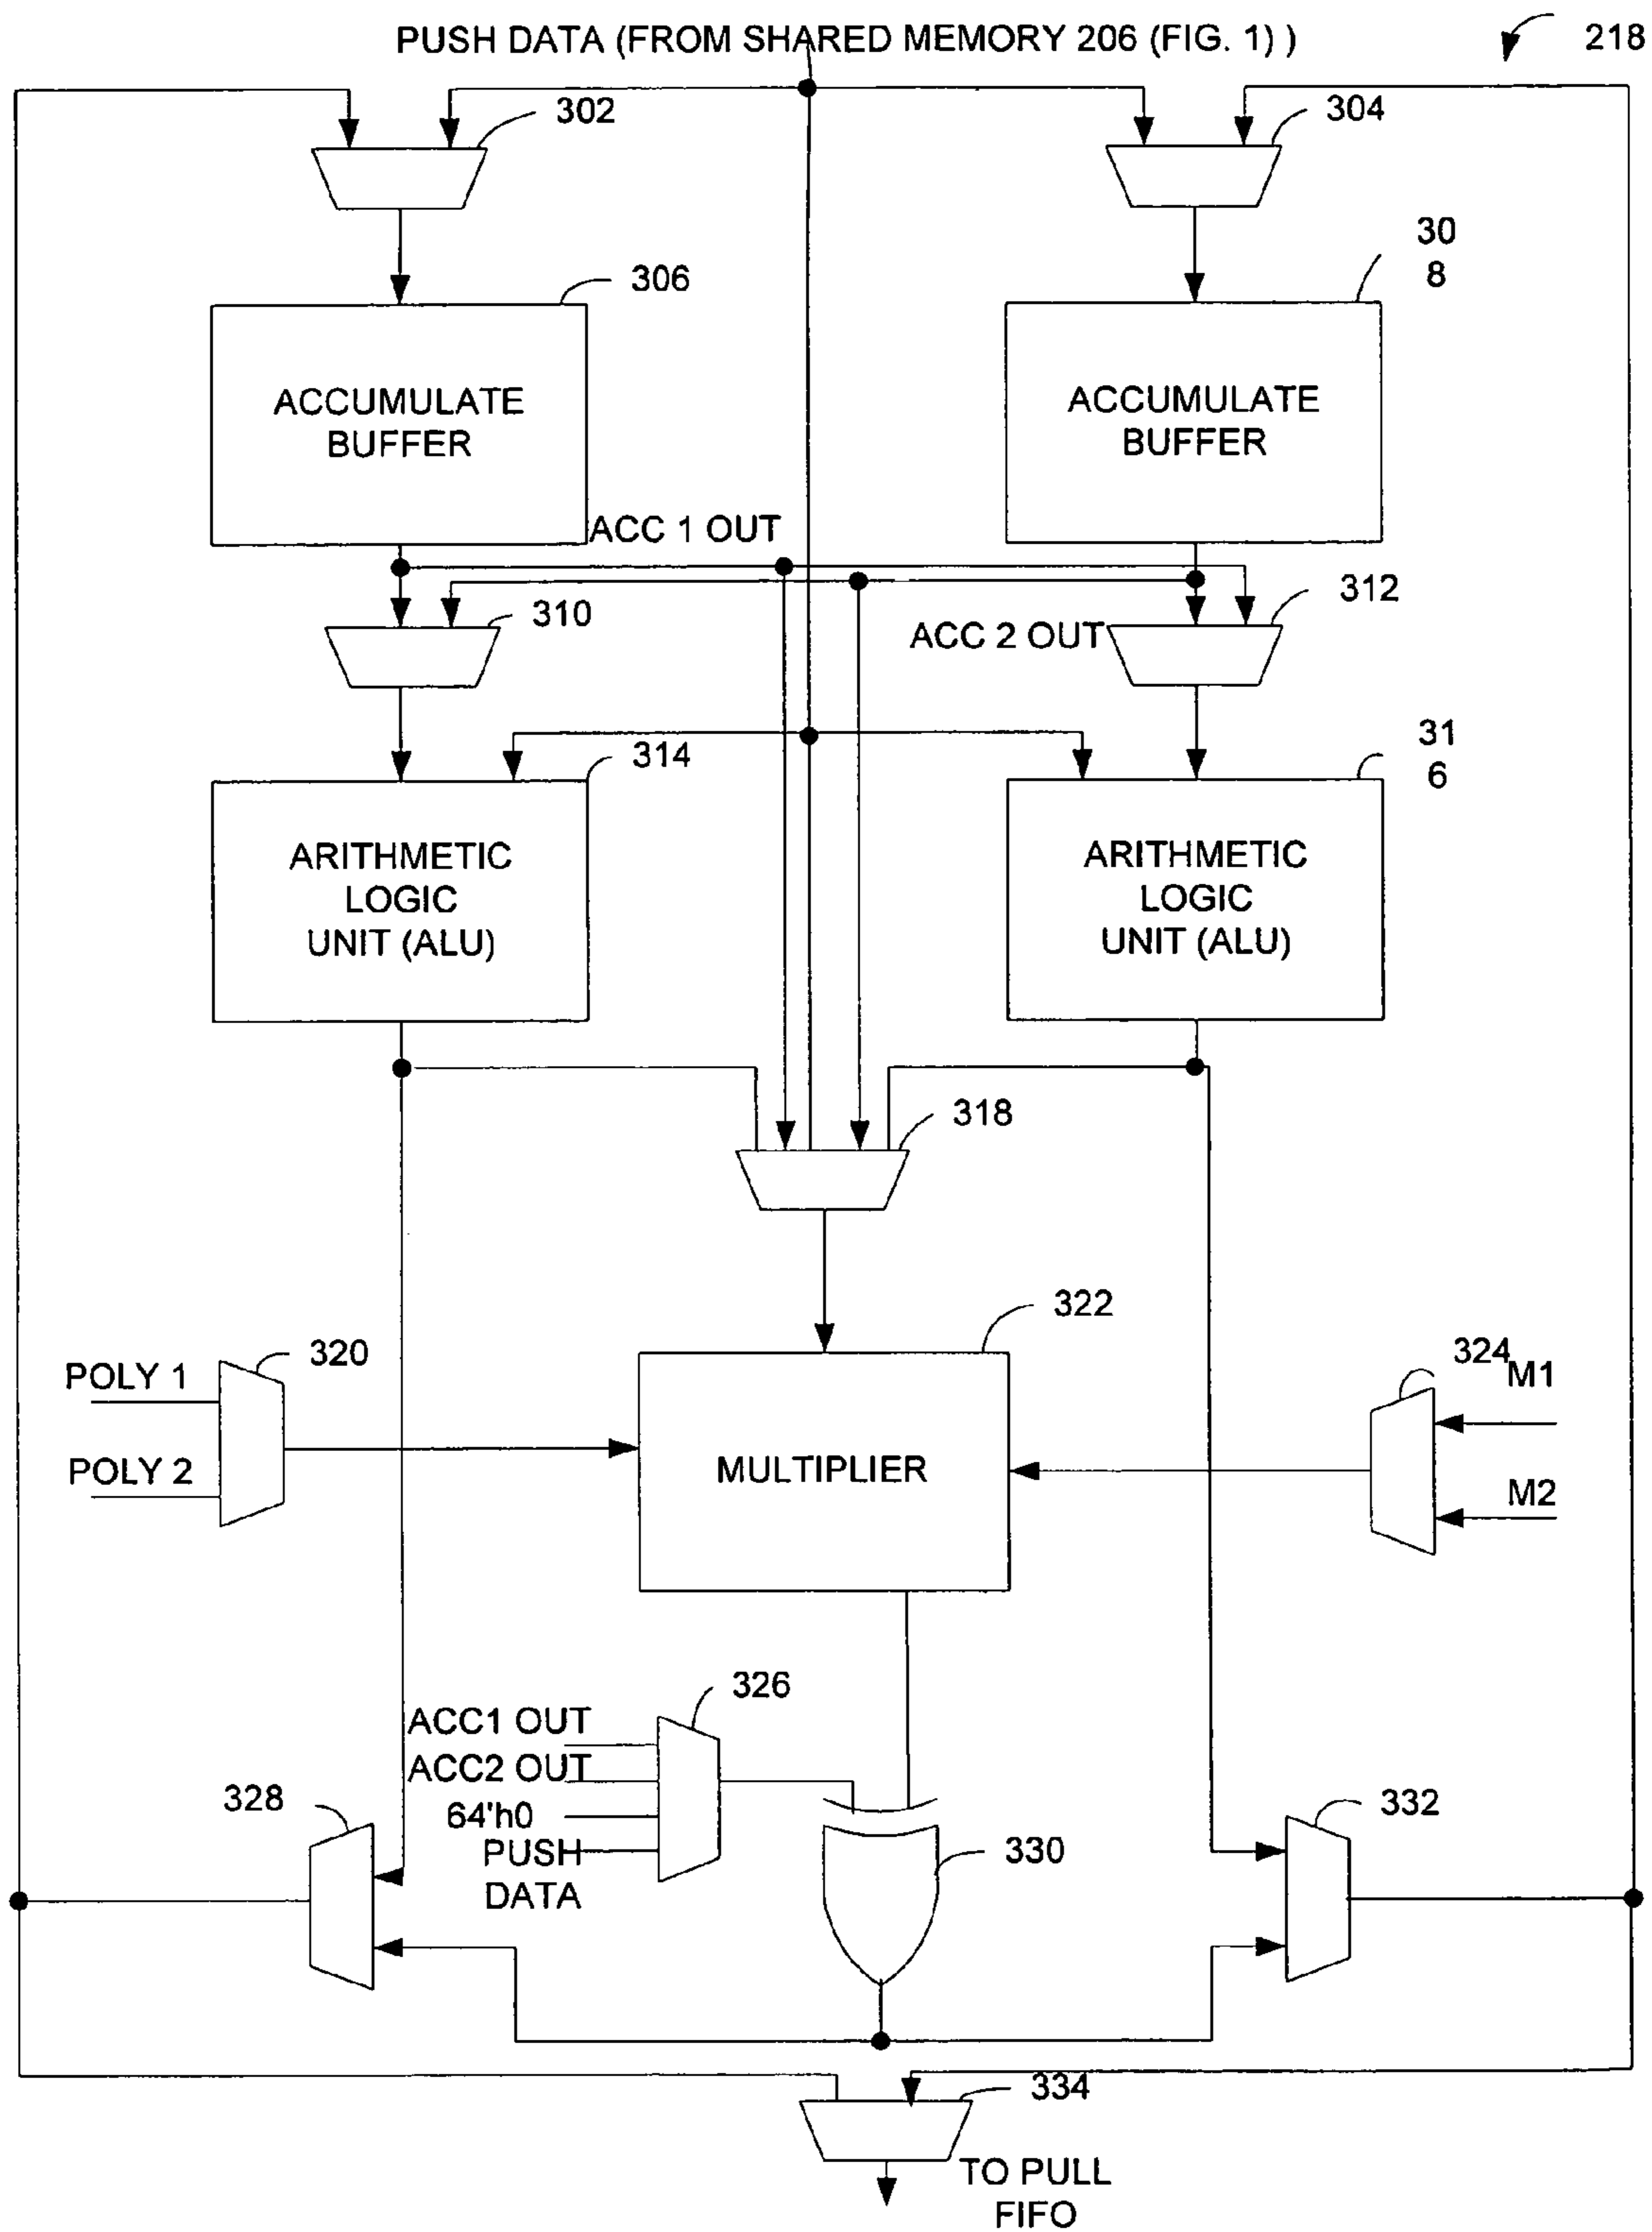 PUSH DATA (FROM SHARED MEMORY 206 (FIG. 1) )
218
302
304
306
30
8
ACCUMULATE
BUFFER
ACCUMULATE
BUFFER
ACC 1 OUT
310
312
ACC 2 OUT
314
31
6
ARITHMETIC
LOGIC
UNIT (ALU)
ARITHMETIC
LOGIC
UNIT (ALU)
318
322
320
324
POLY 1
M1
POLY 2
MULTIPLIER
M2
326
ACC1 OUT
ACC2 OUT
328
64'h0
332
PUSH
DATA
330
334
TO PULL
FIFO